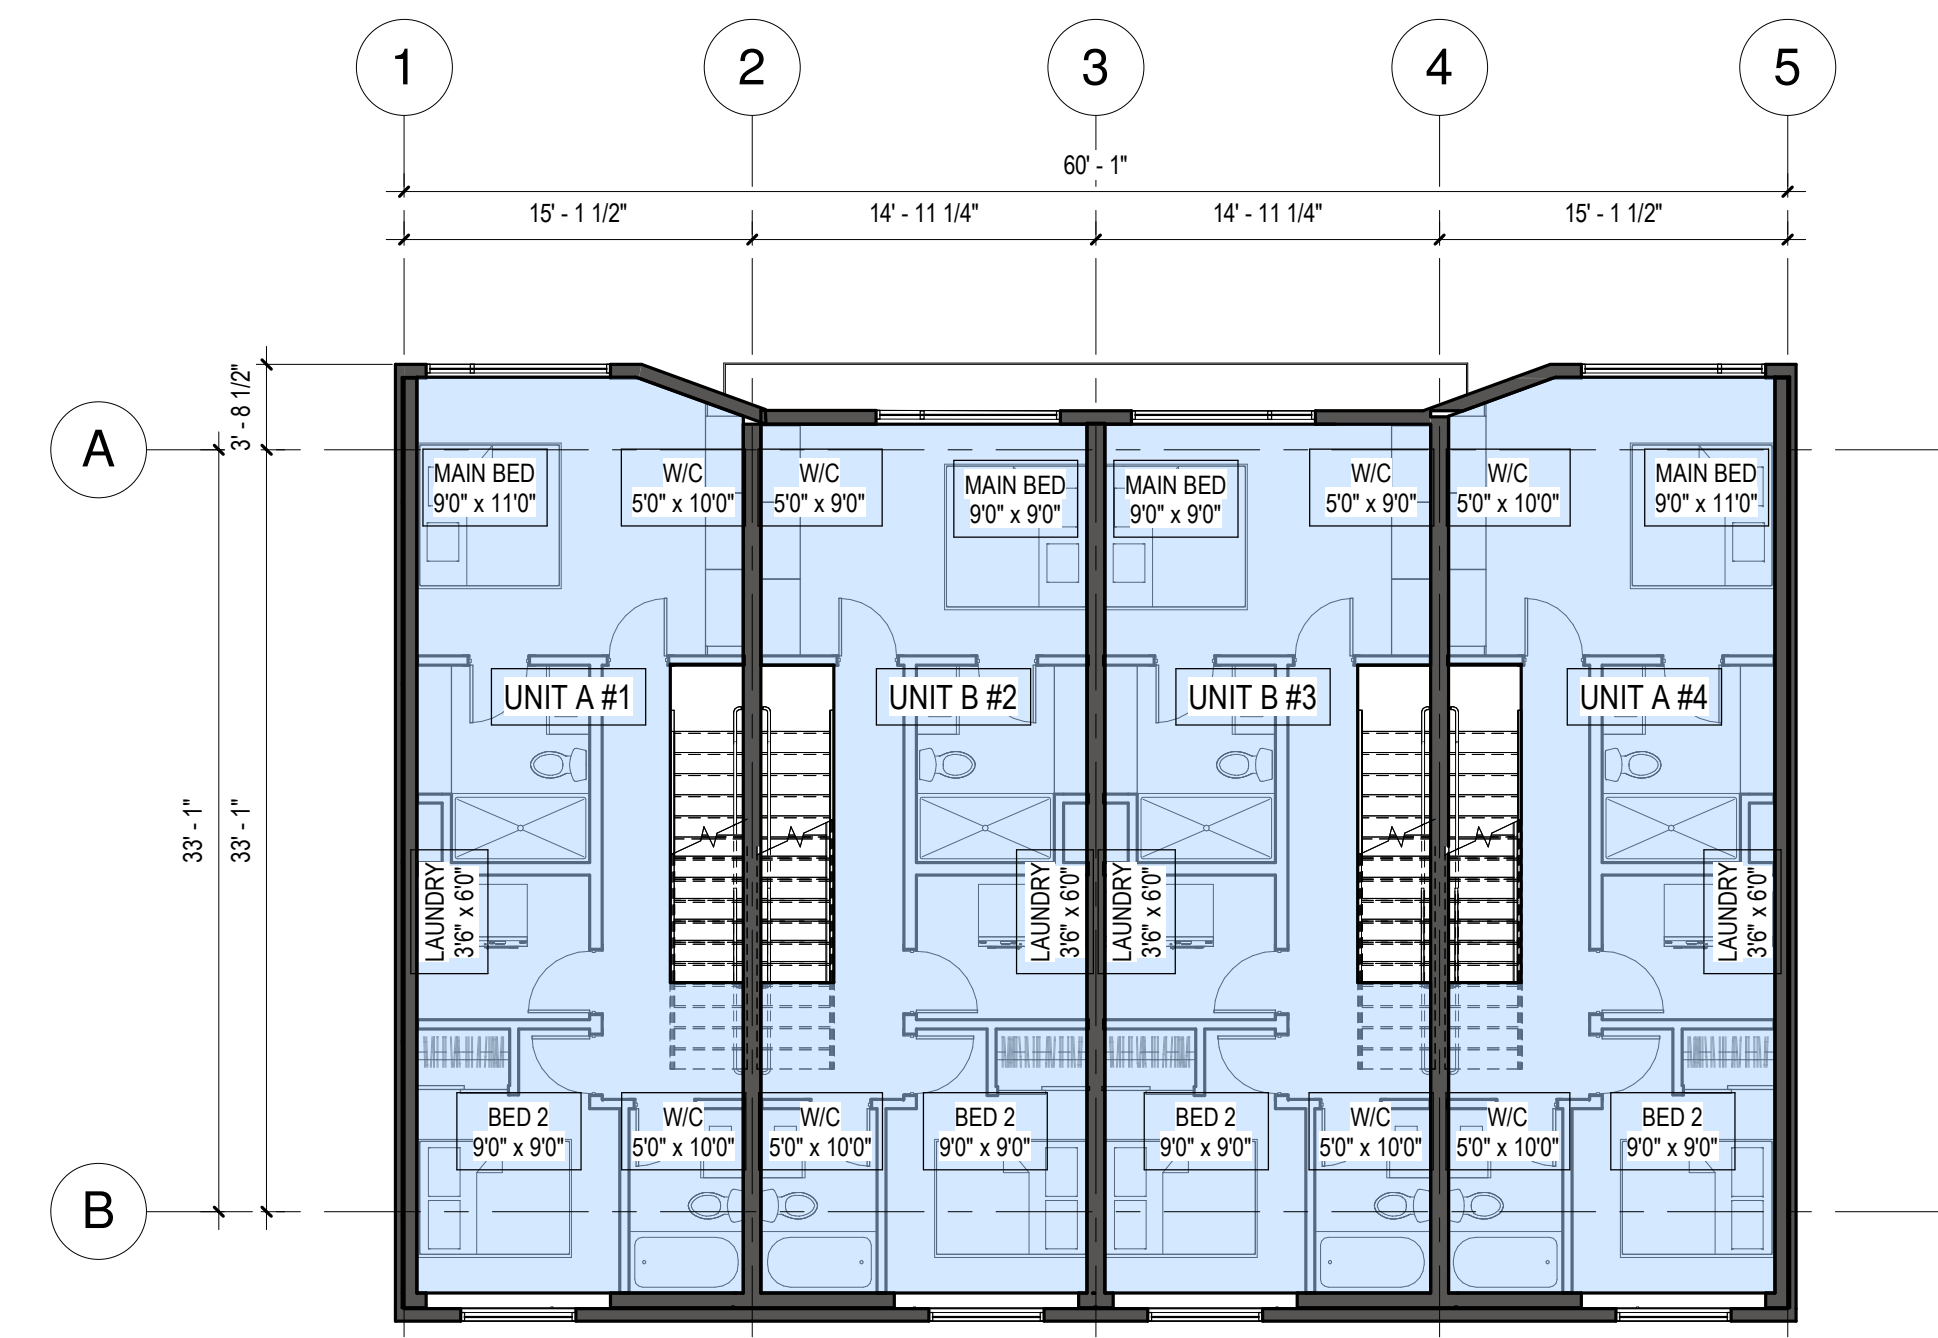 1
2
3
4
5
60' - 1"
15' - 1 1/2"
14' - 11 1/4"
14' - 11 1/4"
15' - 1 1/2"
3' - 8 1/2"
A
MAIN BED
9'0" x 11'0"
W/C
5'0" x 10'0"
W/C
5'0" x 9'0"
MAIN BED
9'0" x 9'0"
MAIN BED
9'0" x 9'0"
W/C
5'0" x 9'0"
W/C
5'0" x 10'0"
MAIN BED
9'0" x 11'0"
UNIT A #1
UNIT B #2
UNIT B #3
UNIT A #4
33' - 1"
33' - 1"
LAUNDRY
3'6" x 6'0"
LAUNDRY
3'6" x 6'0"
LAUNDRY
3'6" x 6'0"
LAUNDRY
3'6" x 6'0"
BED 2
9'0" x 9'0"
W/C
5'0" x 10'0"
W/C
5'0" x 10'0"
BED 2
9'0" x 9'0"
BED 2
9'0" x 9'0"
W/C
5'0" x 10'0"
W/C
5'0" x 10'0"
BED 2
9'0" x 9'0"
B